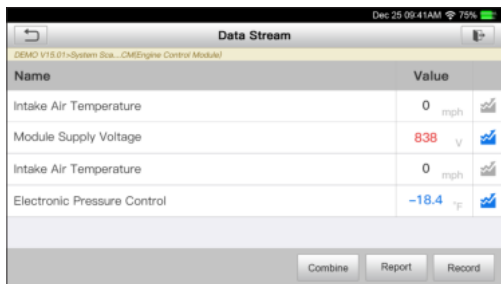 Dec 25 09:41AM 75%
Data Stream
DEMO V15.01>System Sca....CM(Engine Control Module)
Name Value
Intake Air Temperature 0 mph
Module Supply Voltage 838 V
Intake Air Temperature 0 mph
Electronic Pressure Control -18.4 °F
Combine Report Record